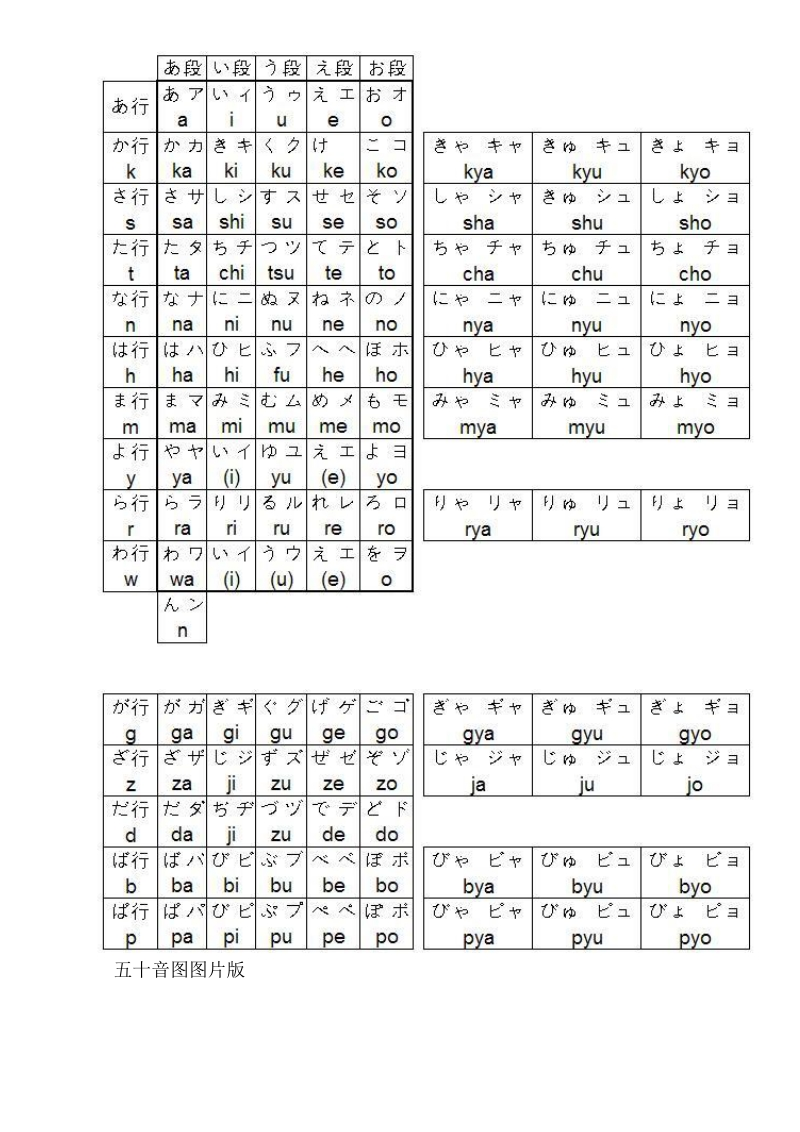 あ段 い段 う段 え段 お段
あ行 あ ア い ィ う ゥ え エ お オ
a i u e o
か行 か カ き キ く ク け こ コ きゃ キャ きゅ キュ きょ キョ
k ka ki ku ke ko kya kyu kyo
さ行 さ サ し シ す ス せ セ そ ソ しゃ シャ きゅ シュ しょ ショ
s sa shi su se so sha shu sho
た行 た タ ち チ つ ツ て テ と ト ちゃ チャ ちゅ チュ ちょ チョ
t ta chi tsu te to cha chu cho
な行 な ナ に ニ ぬ ヌ ね ネ の ノ にゃ ニャ にゅ ニュ にょ ニョ
n na ni nu ne no nya nyu nyo
は行 は ハ ひ ヒ ふ フ へ ヘ ほ ホ ひゃ ヒャ ひゅ ヒュ ひょ ヒョ
h ha hi fu he ho hya hyu hyo
ま行 ま マ み ミ む ム め メ も モ みゃ ミャ みゅ ミュ みょ ミョ
m ma mi mu me mo mya myu myo
よ行 や ヤ い イ ゆ ユ え エ よ ヨ
y ya (i) yu (e) yo
ら行 ら ラ り リ る ル れ レ ろ ロ りゃ リャ りゅ リュ りょ リョ
r ra ri ru re ro rya ryu ryo
わ行 わ ワ い イ う ウ え エ を ヲ
w wa (i) (u) (e) o
ん ン
n
が行 が ガ ぎ ギ ぐ グ げ ゲ ご ゴ ぎゃ ギャ ぎゅ ギュ ぎょ ギョ
g ga gi gu ge go gya gyu gyo
ざ行 ざ ザ じ ジ ず ズ ぜ ゼ ぞ ゾ じゃ ジャ じゅ ジュ じょ ジョ
z za ji zu ze zo ja ju jo
だ行 だ ダ ぢ ヂ づ ヅ で デ ど ド
d da ji zu de do
ば行 ば バ び ビ ぶ ブ べ ベ ぼ ボ びゃ ビャ びゅ ビュ びょ ビョ
b ba bi bu be bo bya byu byo
ぱ行 ぱ パ ぴ ピ ぷ プ ぺ ペ ぽ ポ ぴゃ ピャ ぴゅ ピュ ぴょ ピョ
p pa pi pu pe po pya pyu pyo
五十音图图片版